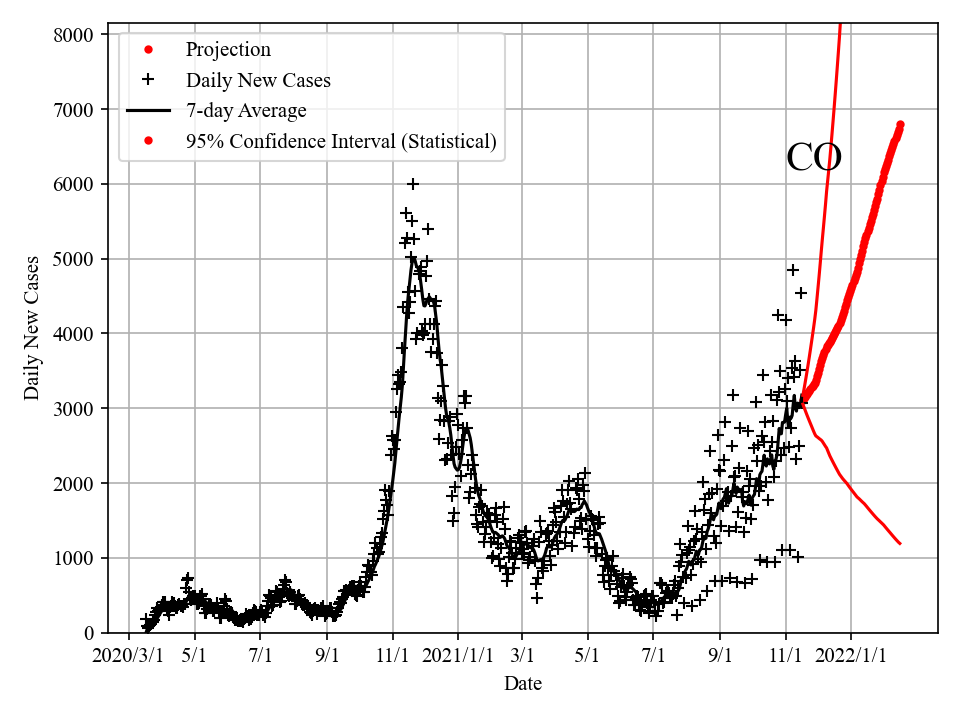 8000
7000
6000
5000
4000
3000
2000
1000
0
Daily New Cases
Projection
Daily New Cases
7-day Average
95% Confidence Interval (Statistical)
CO
2020/3/1 5/1 7/1 9/1 11/1 2021/1/1 3/1 5/1 7/1 9/1 11/1 2022/1/1
Date